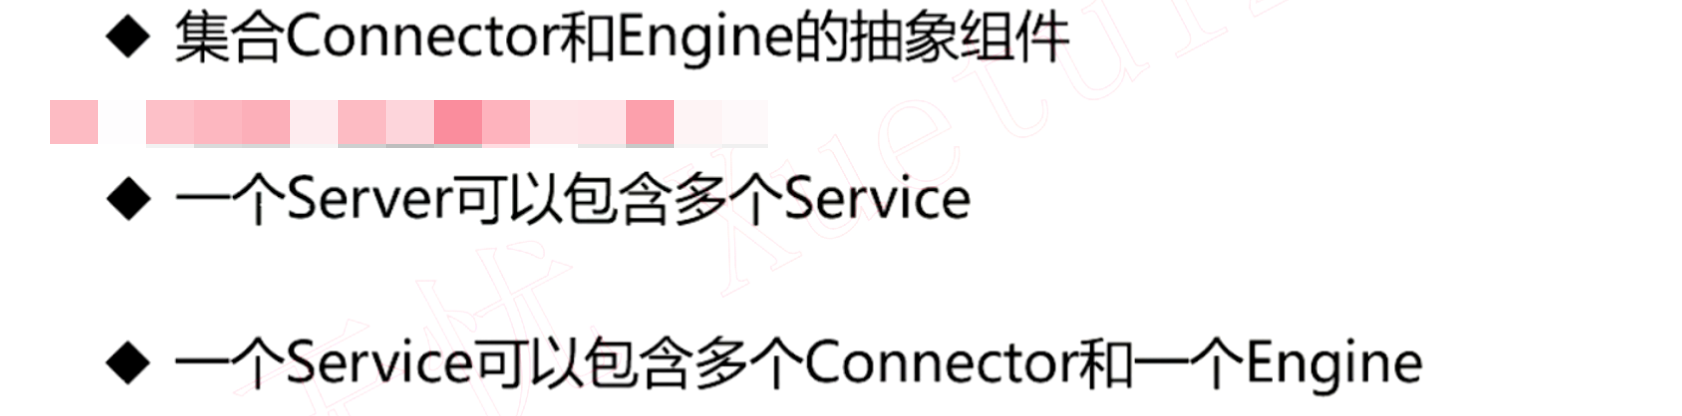 ◆ 集合Connector和Engine的抽象组件
◆ 一个Server可以包含多个Service
◆ 一个Service可以包含多个Connector和一个Engine